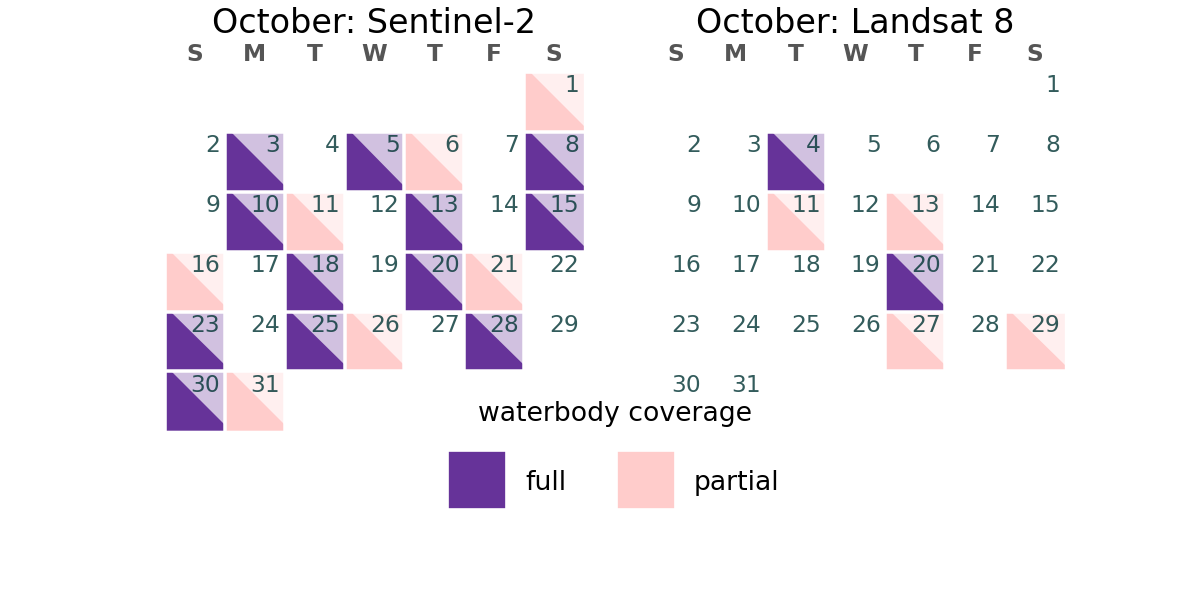 October: Sentinel-2
S M T W T F S
1
2 3 4 5 6 7 8
9 10 11 12 13 14 15
16 17 18 19 20 21 22
23 24 25 26 27 28 29
30 31
October: Landsat 8
S M T W T F S
1
2 3 4 5 6 7 8
9 10 11 12 13 14 15
16 17 18 19 20 21 22
23 24 25 26 27 28 29
30 31
waterbody coverage
full partial